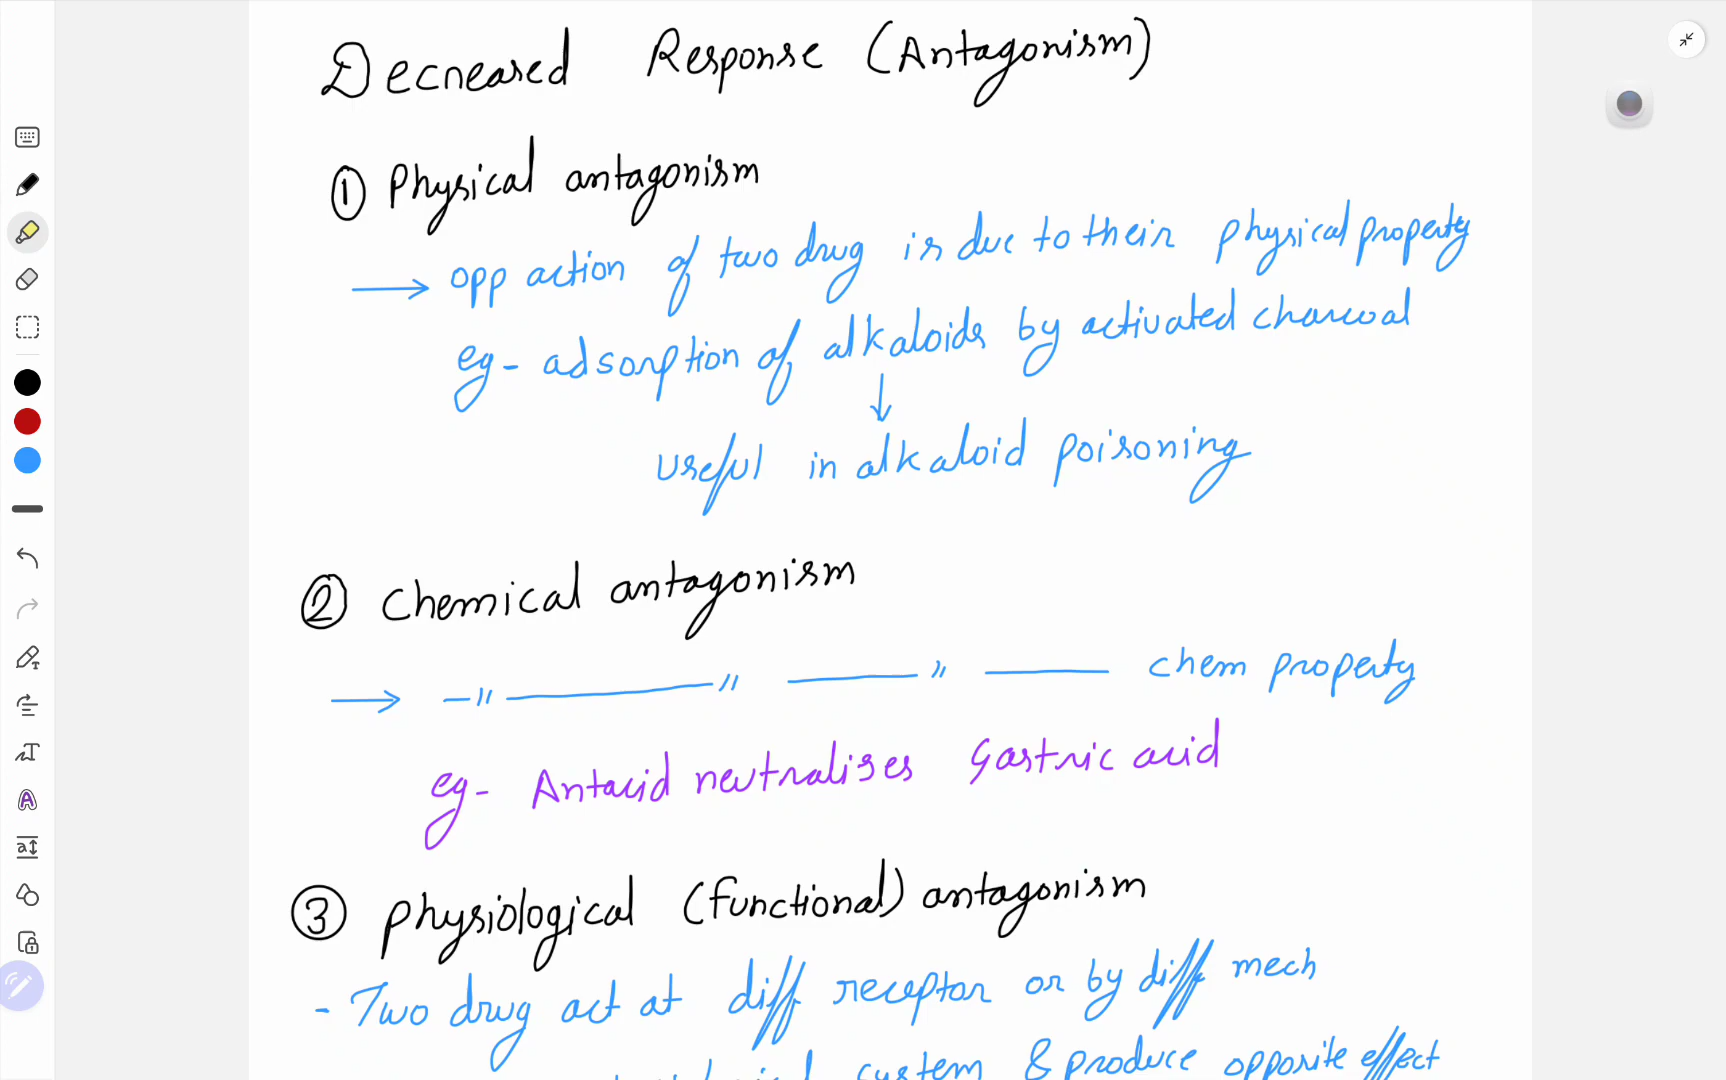 Decreased Response (Antagonism)
① Physical antagonism
→ opp action of two drug is due to their physical property
eg- adsorption of alkaloids by activated charcoal
↓
useful in alkaloid poisoning
② Chemical antagonism
→ —〃———〃———〃——— chem property
eg- Antacid neutralises Gastric acid
③ Physiological (functional) antagonism
- Two drug act at diff receptor or by diff mech
system & produce opposite effect